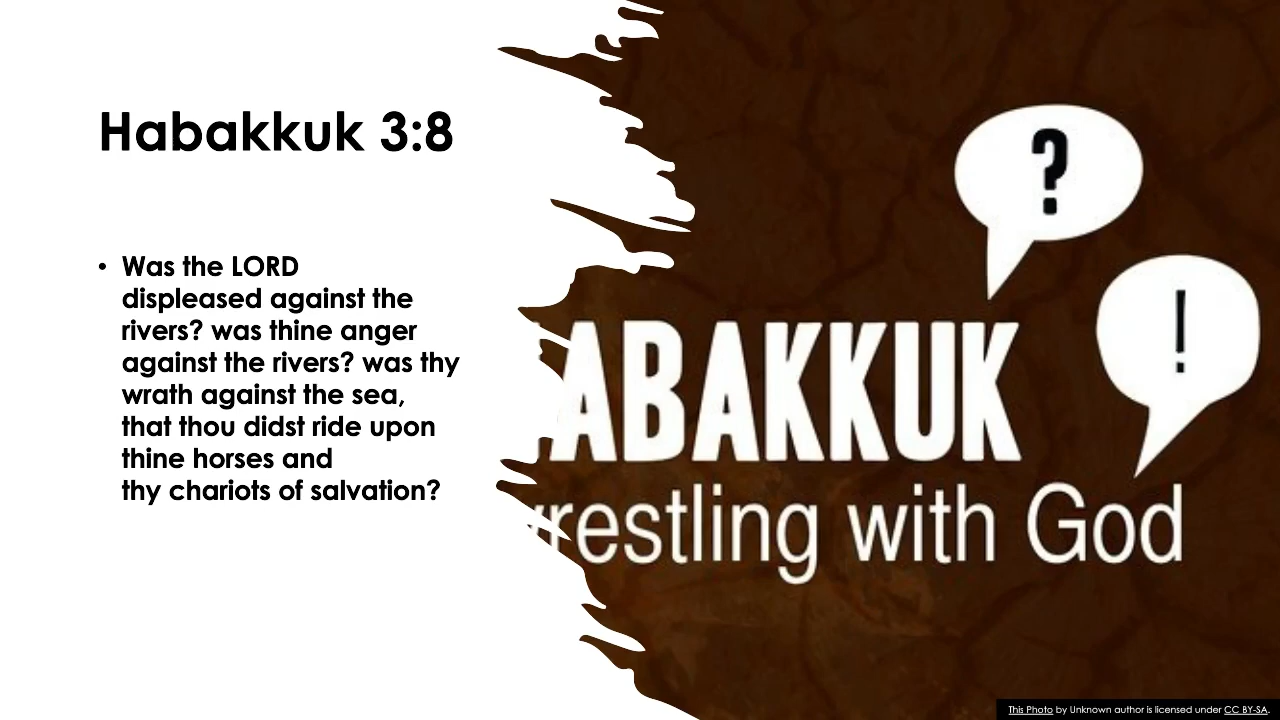 Habakkuk 3:8
• Was the LORD
displeased against the
rivers? was thine anger
against the rivers? was thy
wrath against the sea,
that thou didst ride upon
thine horses and
thy chariots of salvation?
?
!
ABAKKUK
restling with God
This Photo by Unknown author is licensed under CC BY-SA.